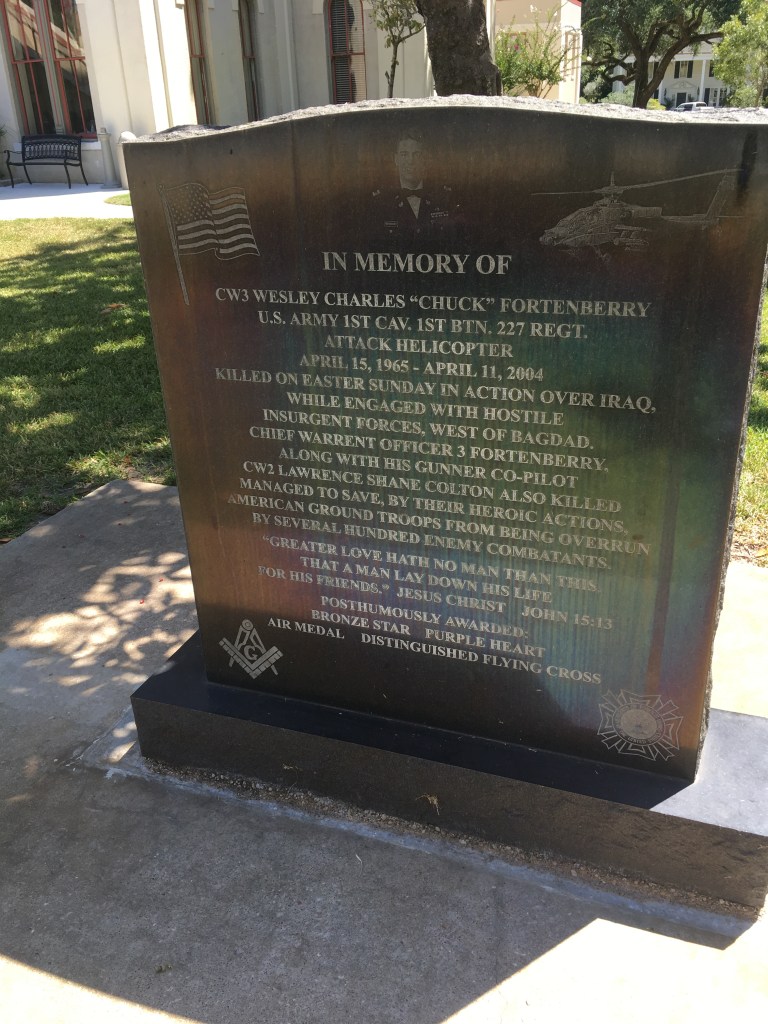 IN MEMORY OF
CW3 WESLEY CHARLES "CHUCK" FORTENBERRY
U.S. ARMY 1ST CAV. 1ST BTN. 227 REGT.
ATTACK HELICOPTER
APRIL 15, 1965 - APRIL 11, 2004
KILLED ON EASTER SUNDAY IN ACTION OVER IRAQ,
WHILE ENGAGED WITH HOSTILE
INSURGENT FORCES, WEST OF BAGDAD.
CHIEF WARRENT OFFICER 3 FORTENBERRY,
ALONG WITH HIS GUNNER CO-PILOT
CW2 LAWRENCE SHANE COLTON ALSO KILLED
MANAGED TO SAVE, BY THEIR HEROIC ACTIONS,
AMERICAN GROUND TROOPS FROM BEING OVERRUN
BY SEVERAL HUNDRED ENEMY COMBATANTS.
"GREATER LOVE HATH NO MAN THAN THIS,
THAT A MAN LAY DOWN HIS LIFE
FOR HIS FRIENDS." JESUS CHRIST JOHN 15:13
POSTHUMOUSLY AWARDED:
BRONZE STAR PURPLE HEART
AIR MEDAL DISTINGUISHED FLYING CROSS
G